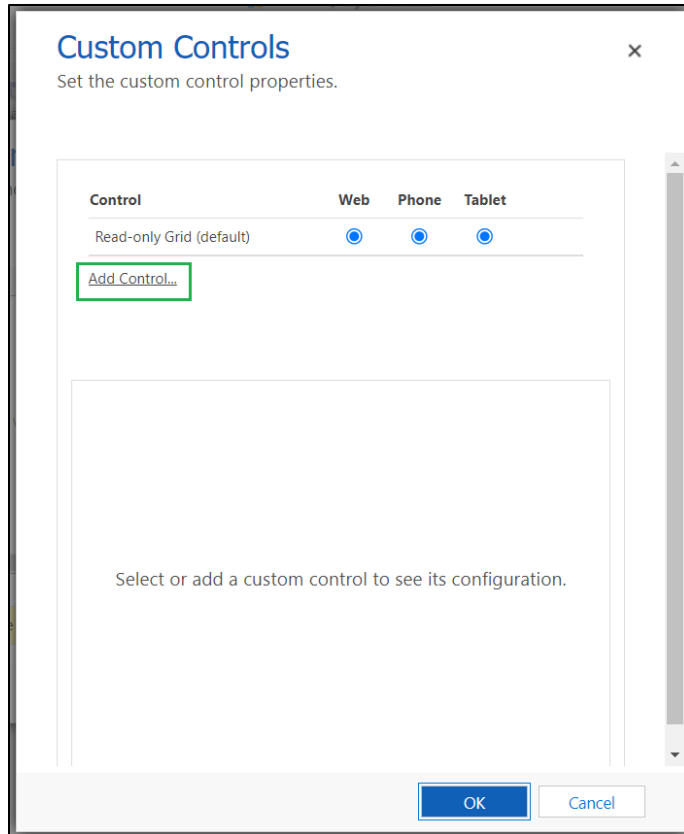 Custom Controls
Set the custom control properties.
Control Web Phone Tablet
Read-only Grid (default)
Add Control...
Select or add a custom control to see its configuration.
OK Cancel